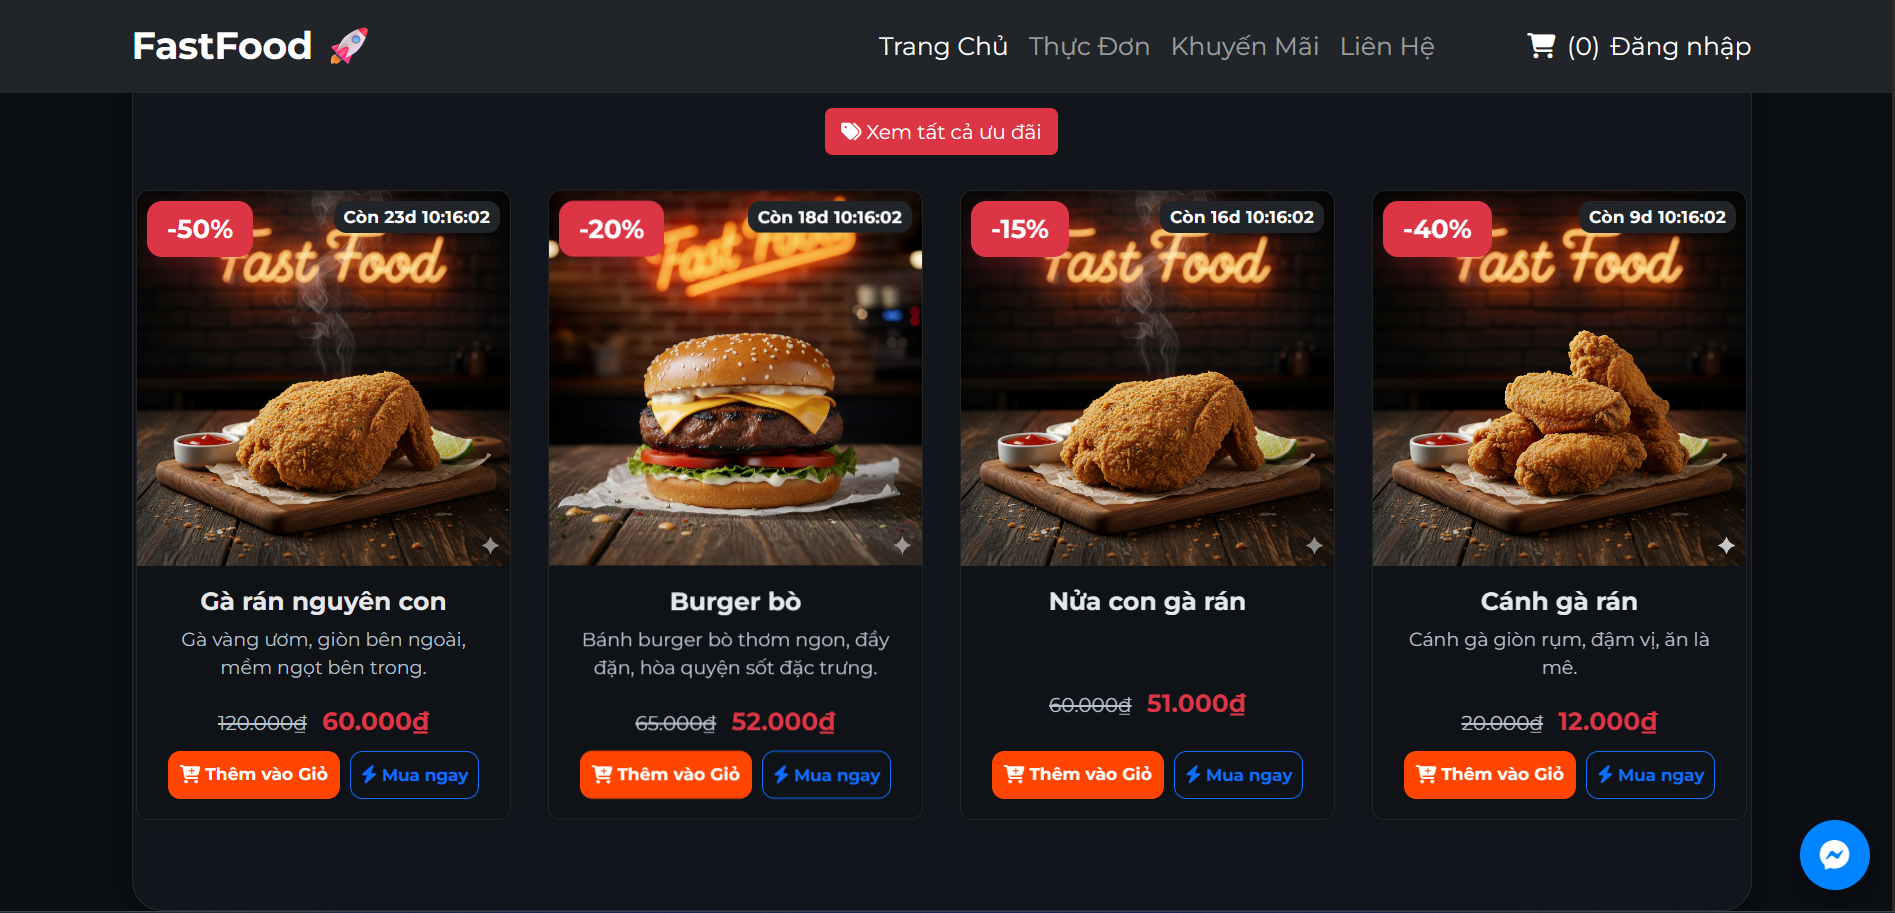 FastFood 🚀
Trang Chủ Thực Đơn Khuyến Mãi Liên Hệ (0) Đăng nhập
Xem tất cả ưu đãi
-50% Còn 23d 10:16:02
Fast Food
Gà rán nguyên con
Gà vàng ươm, giòn bên ngoài,
mềm ngọt bên trong.
120.000₫ 60.000₫
Thêm vào Giỏ Mua ngay
-20% Còn 18d 10:16:02
Fast Food
Burger bò
Bánh burger bò thơm ngon, đầy
đặn, hòa quyện sốt đặc trưng.
65.000₫ 52.000₫
Thêm vào Giỏ Mua ngay
-15% Còn 16d 10:16:02
Fast Food
Nửa con gà rán
60.000₫ 51.000₫
Thêm vào Giỏ Mua ngay
-40% Còn 9d 10:16:02
Fast Food
Cánh gà rán
Cánh gà giòn rụm, đậm vị, ăn là
mê.
20.000₫ 12.000₫
Thêm vào Giỏ Mua ngay